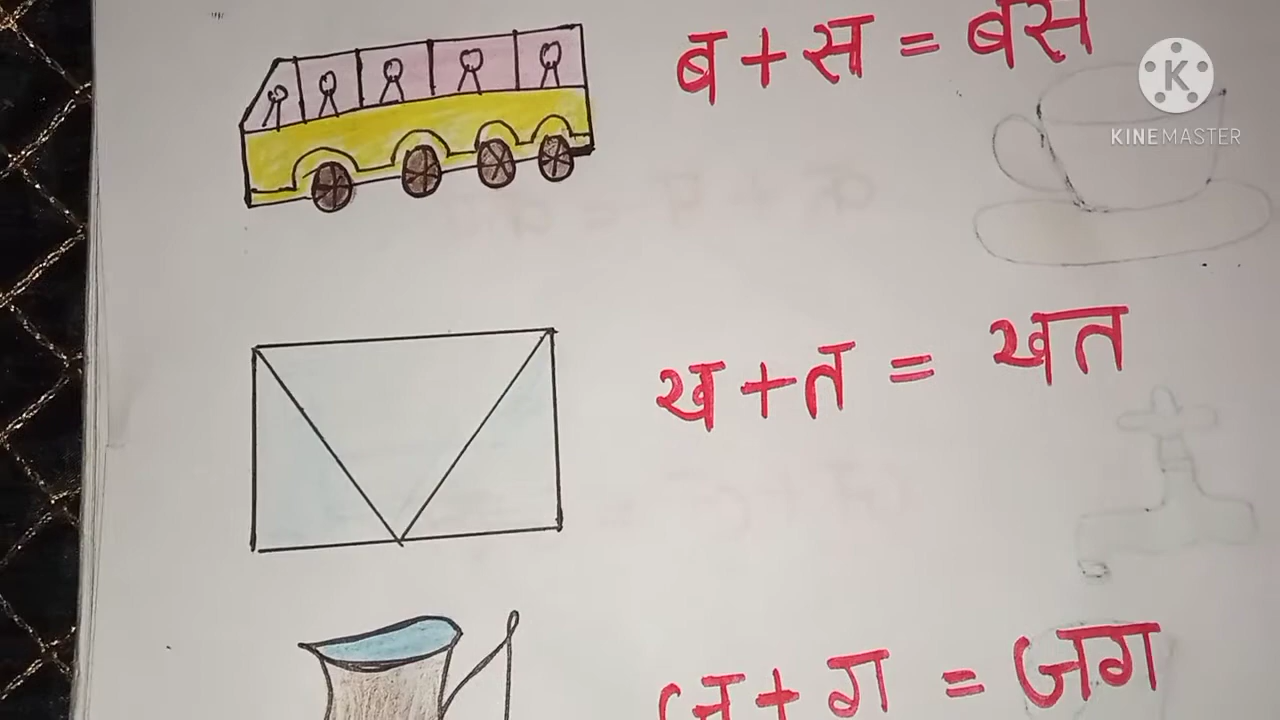 ब + स = बस
KINEMASTER
ख + त = खत
ज + ग = जग